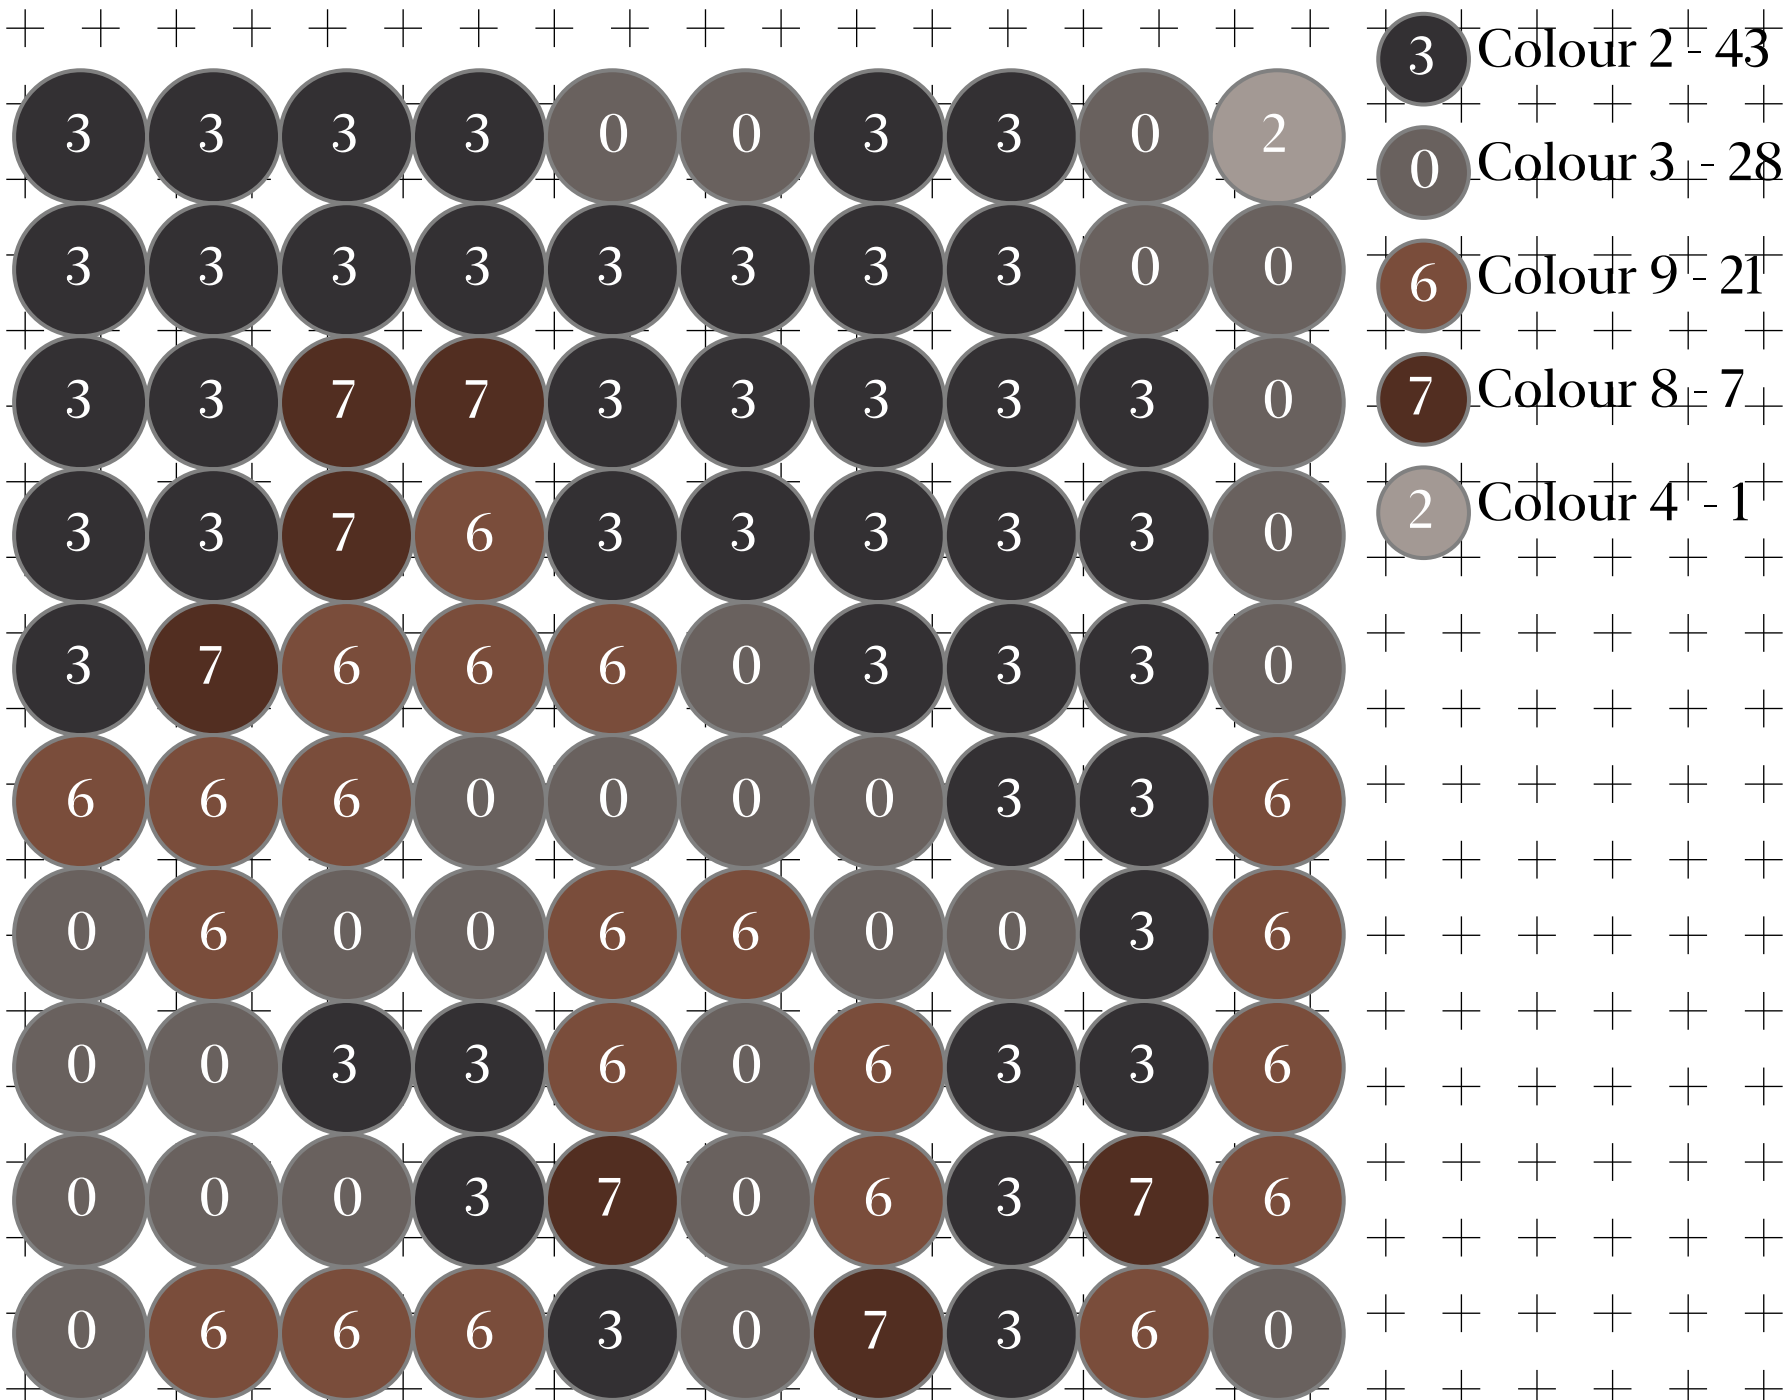 3 Colour 2 - 43
3 3 3 3 0 0 3 3 0 2
0 Colour 3 - 28
3 3 3 3 3 3 3 3 0 0
6 Colour 9 - 21
3 3 7 7 3 3 3 3 3 0
7 Colour 8 - 7
3 3 7 6 3 3 3 3 3 0
2 Colour 4 - 1
3 7 6 6 6 0 3 3 3 0
6 6 6 0 0 0 0 3 3 6
0 6 0 0 6 6 0 0 3 6
0 0 3 3 6 0 6 3 3 6
0 0 0 3 7 0 6 3 7 6
0 6 6 6 3 0 7 3 6 0